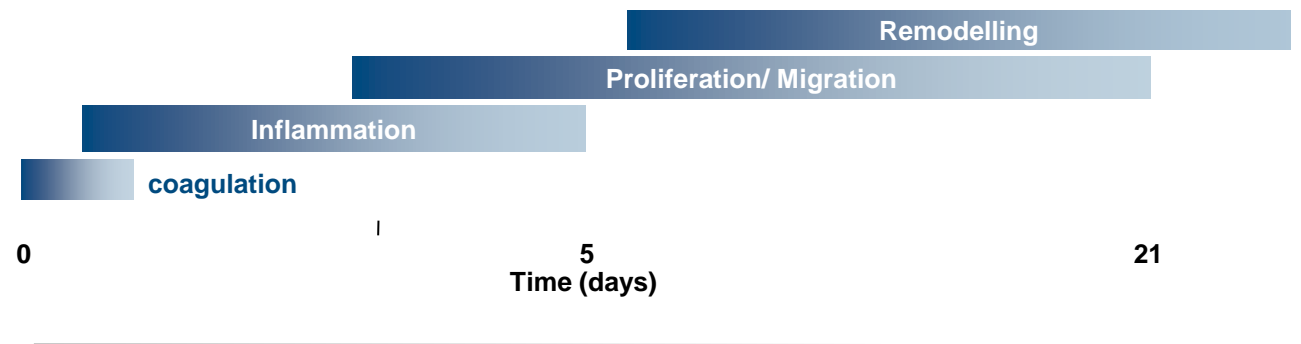 Remodelling
Proliferation/ Migration
Inflammation
coagulation
0 5 21
Time (days)